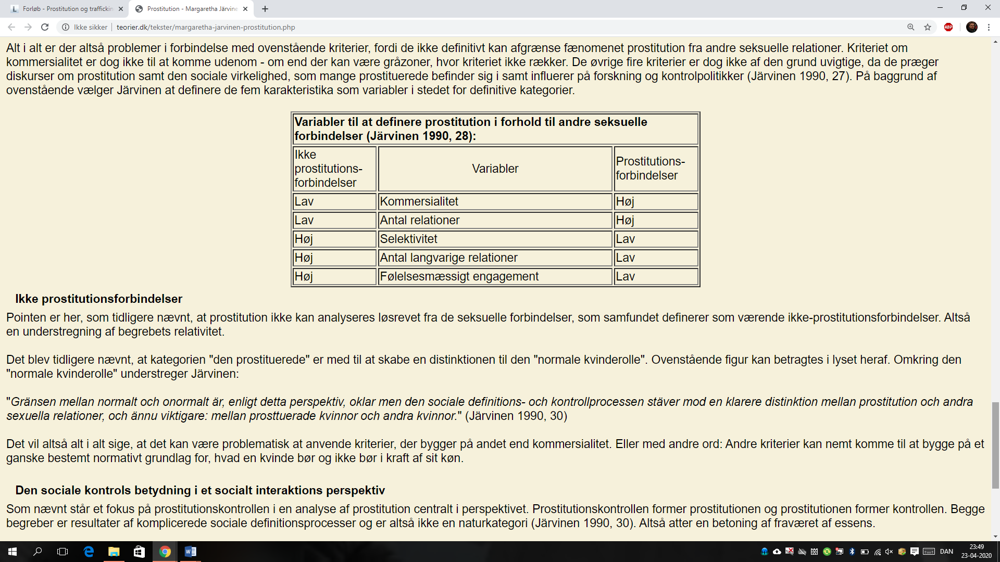 Forløb - Prostitution og traffickin
Prostitution - Margaretha Järvine
Ikke sikker
teorier.dk/tekster/margaretha-jarvinen-prostitution.php
ABP
Alt i alt er der altså problemer i forbindelse med ovenstående kriterier, fordi de ikke definitivt kan afgrænse fænomenet prostitution fra andre seksuelle relationer. Kriteriet om
kommersialitet er dog ikke til at komme udenom - om end der kan være gråzoner, hvor kriteriet ikke rækker. De øvrige fire kriterier er dog ikke af den grund uvigtige, da de præger
diskurser om prostitution samt den sociale virkelighed, som mange prostituerede befinder sig i samt influerer på forskning og kontrolpolitikker (Järvinen 1990, 27). På baggrund af
ovenstående vælger Järvinen at definere de fem karakteristika som variabler i stedet for definitive kategorier.
Variabler til at definere prostitution i forhold til andre seksuelle
forbindelser (Järvinen 1990, 28):
Ikke
prostitutions-
forbindelser
Variabler
Prostitutions-
forbindelser
Lav Kommersialitet Høj
Lav Antal relationer Høj
Høj Selektivitet Lav
Høj Antal langvarige relationer Lav
Høj Følelsesmæssigt engagement Lav
Ikke prostitutionsforbindelser
Pointen er her, som tidligere nævnt, at prostitution ikke kan analyseres løsrevet fra de seksuelle forbindelser, som samfundet definerer som værende ikke-prostitutionsforbindelser. Altså
en understregning af begrebets relativitet.
Det blev tidligere nævnt, at kategorien "den prostituerede" er med til at skabe en distinktionen til den "normale kvinderolle". Ovenstående figur kan betragtes i lyset heraf. Omkring den
"normale kvinderolle" understreger Järvinen:
"Gränsen mellan normalt och onormalt är, enligt detta perspektiv, oklar men den sociale definitions- och kontrollprocessen stäver mod en klarere distinktion mellan prostitution och andra
sexuella relationer, och ännu viktigare: mellan prosttuerade kvinnor och andra kvinnor." (Järvinen 1990, 30)
Det vil altså alt i alt sige, at det kan være problematisk at anvende kriterier, der bygger på andet end kommersialitet. Eller med andre ord: Andre kriterier kan nemt komme til at bygge på et
ganske bestemt normativt grundlag for, hvad en kvinde bør og ikke bør i kraft af sit køn.
Den sociale kontrols betydning i et socialt interaktions perspektiv
Som nævnt står et fokus på prostitutionskontrollen i en analyse af prostitution centralt i perspektivet. Prostitutionskontrollen former prostitutionen og prostitutionen former kontrollen. Begge
begreber er resultater af komplicerede sociale definitionsprocesser og er altså ikke en naturkategori (Järvinen 1990, 30). Altså atter en betoning af fraværet af essens.
DAN
23:49
23-04-2020